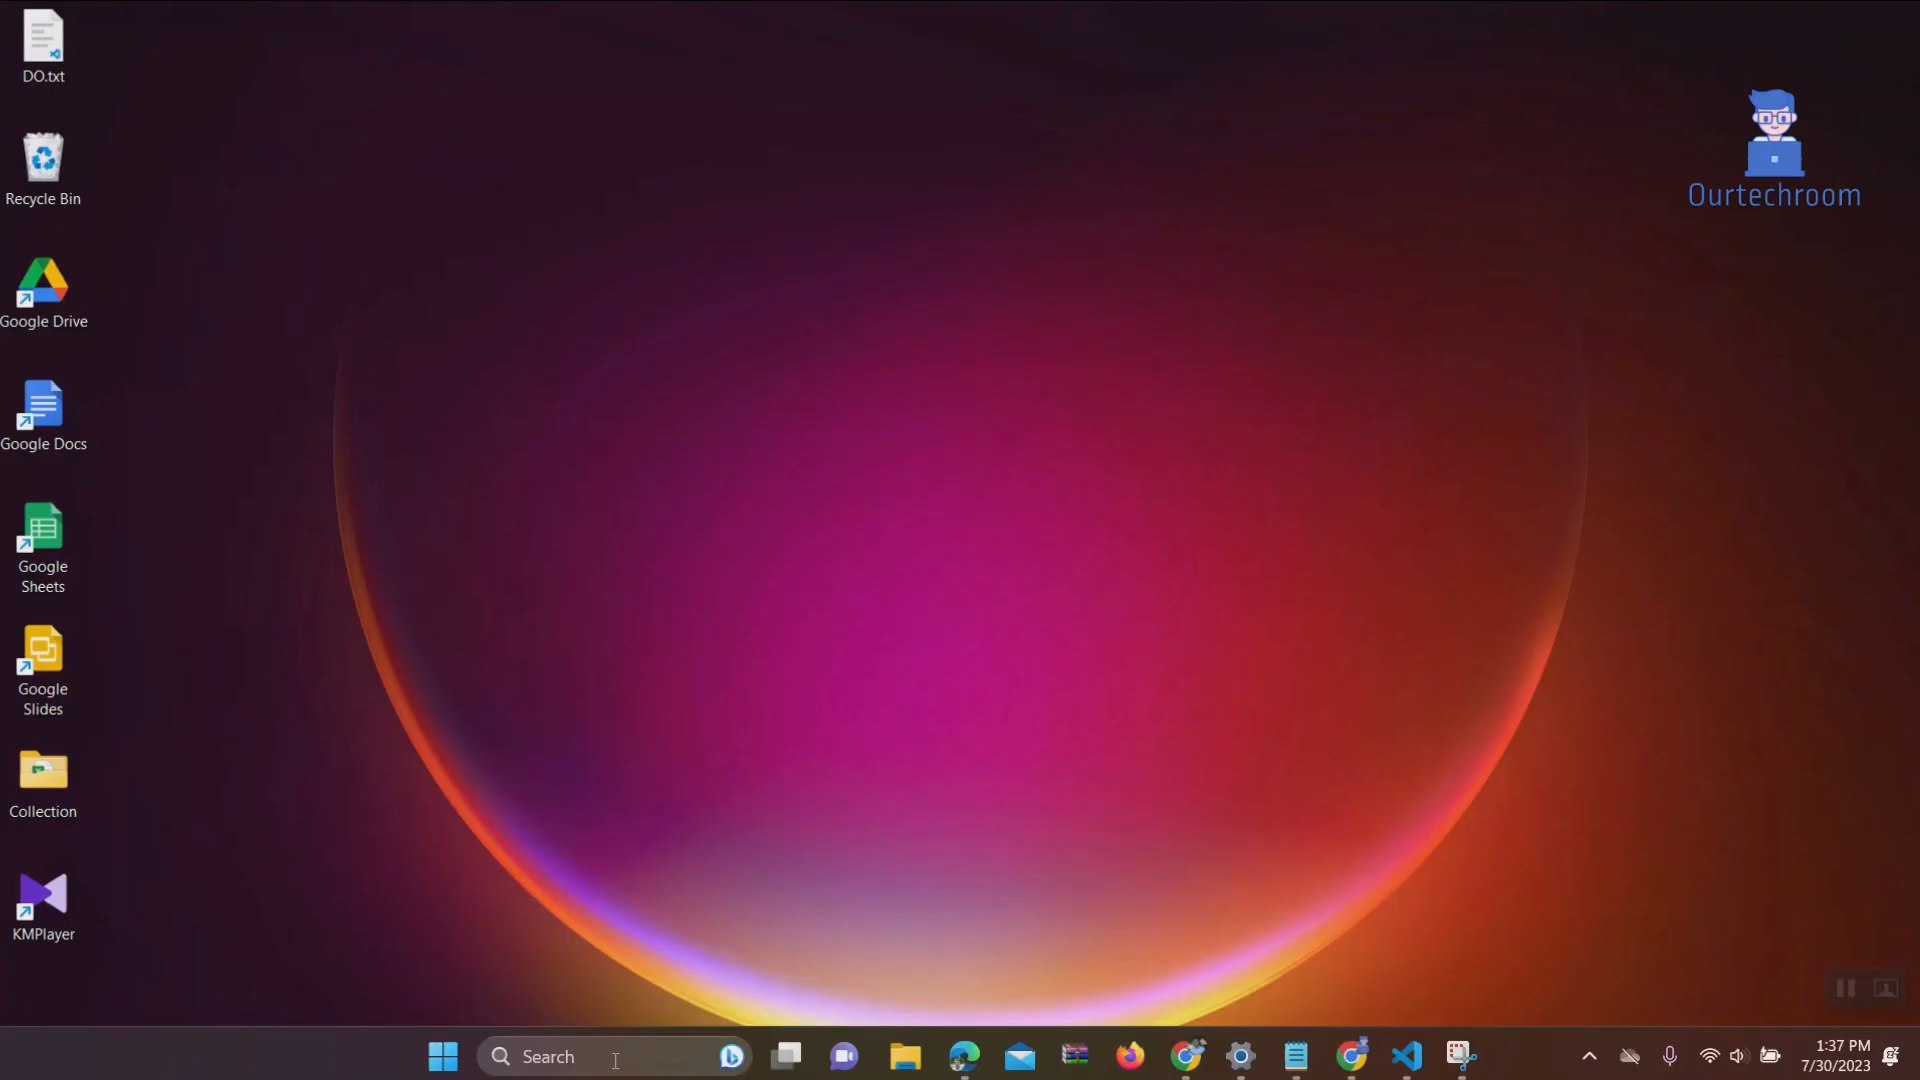 DO.txt
Recycle Bin
Google Drive
Google Docs
Google
Sheets
Google
Slides
Collection
KMPlayer
Ourtechroom
Search
1:37 PM
7/30/2023